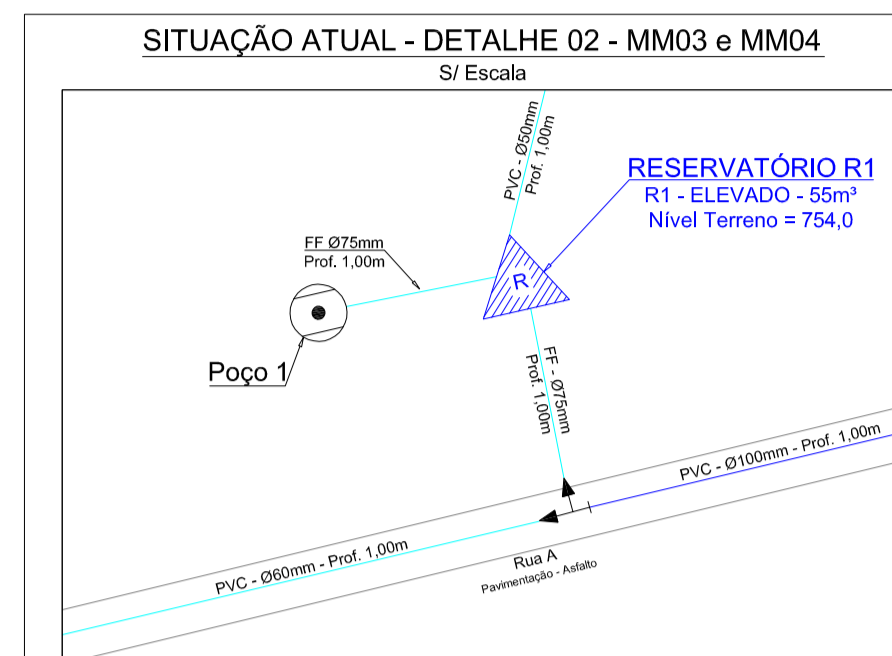 SITUAÇÃO ATUAL - DETALHE 02 - MM03 e MM04
S/ Escala
PVC - Ø50mm
Prof. 1,00m
RESERVATÓRIO R1
R1 - ELEVADO - 55m³
Nível Terreno = 754,0
FF Ø75mm
Prof. 1,00m
R
Poço 1
FF - Ø75mm
Prof. 1,00m
PVC - Ø100mm - Prof. 1,00m
PVC - Ø60mm - Prof. 1,00m
Rua A
Pavimentação - Asfalto